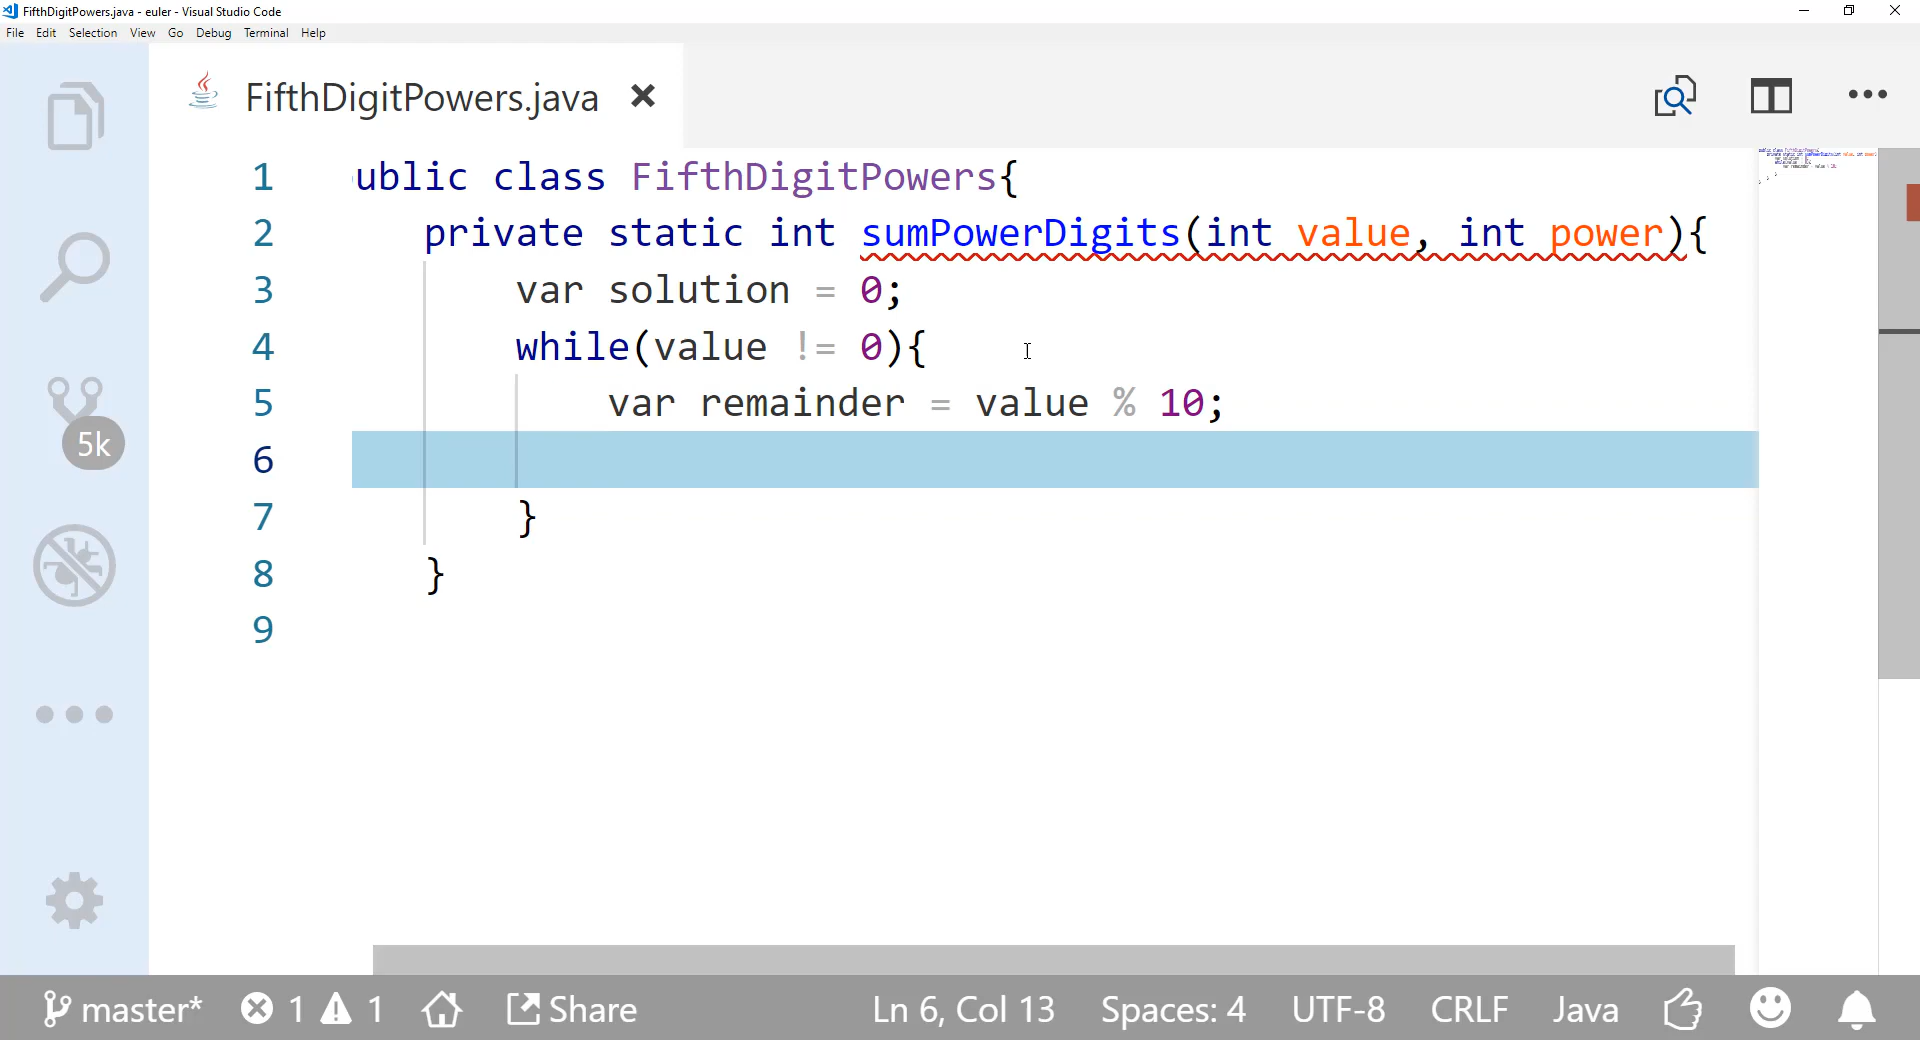 FifthDigitPowers.java - euler - Visual Studio Code
File Edit Selection View Go Debug Terminal Help
FifthDigitPowers.java
1 ublic class FifthDigitPowers{
2 private static int sumPowerDigits(int value, int power){
3 var solution = 0;
4 while(value != 0){
5 var remainder = value % 10;
6
7 }
8 }
9
5k
master* 1 1 Share Ln 6, Col 13 Spaces: 4 UTF-8 CRLF Java